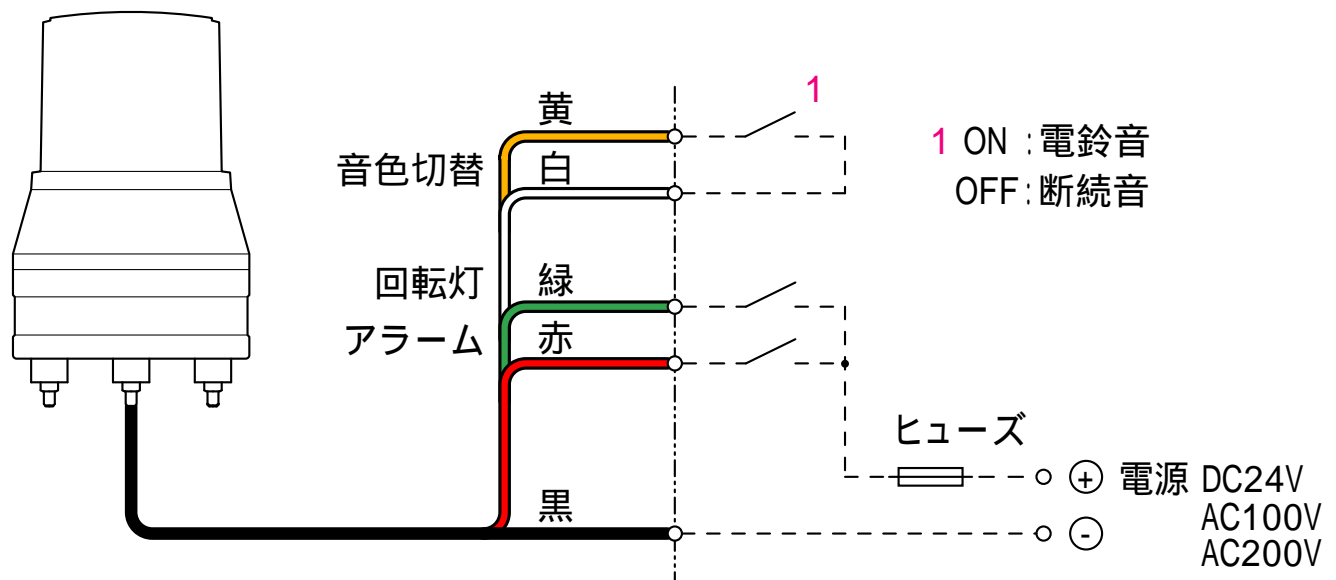 1
黄
1 ON :電鈴音
音色切替 白
OFF:断続音
回転灯 緑
アラーム 赤
ヒューズ
+ 電源 DC24V
AC100V
黒
- AC200V